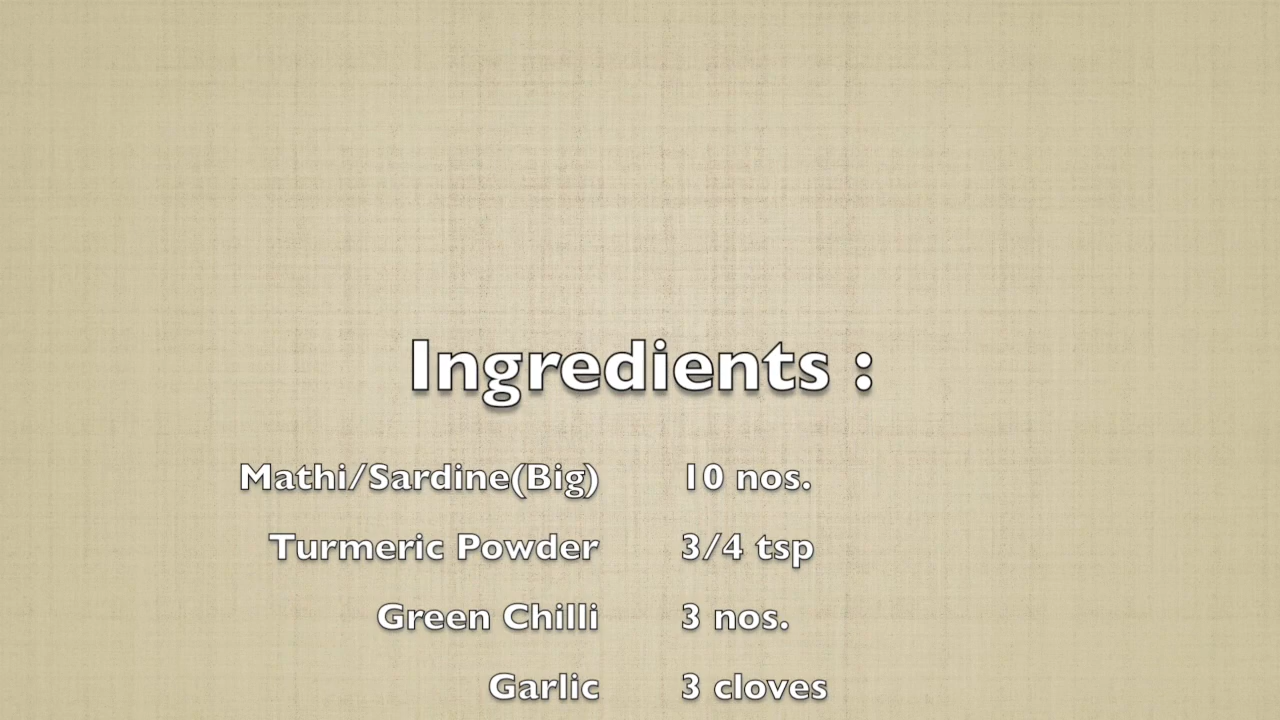 Ingredients :
Mathi/Sardine(Big) 10 nos.
Turmeric Powder 3/4 tsp
Green Chilli 3 nos.
Garlic 3 cloves